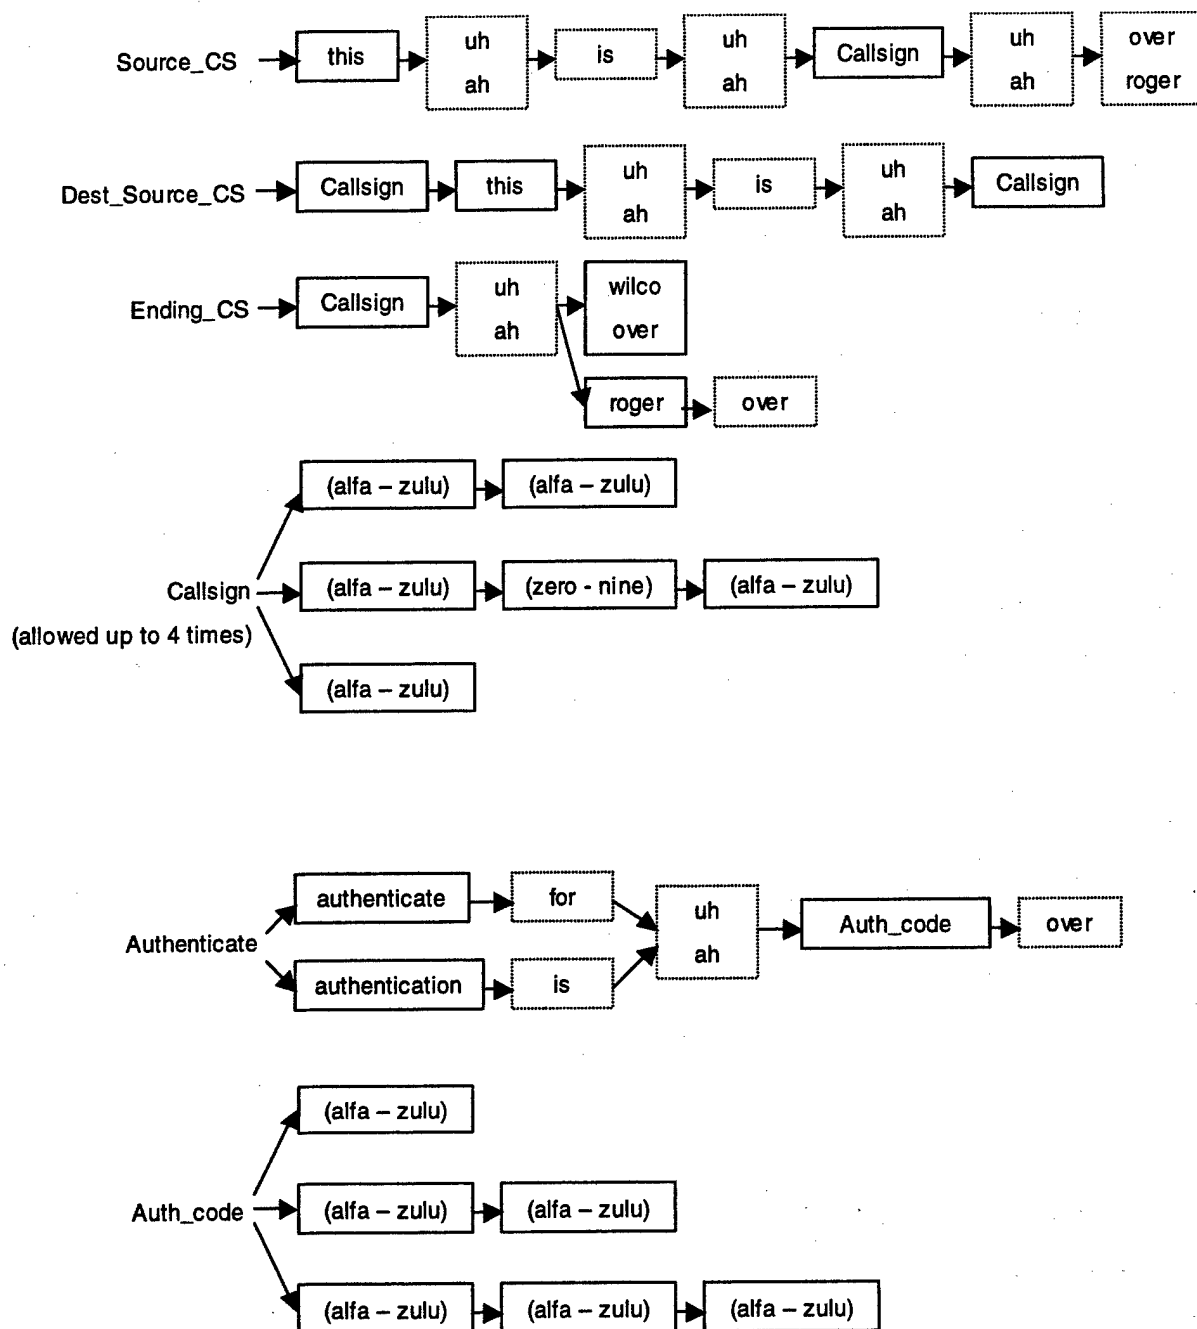 Source_CS this uh is uh Callsign uh over
ah ah ah roger
Dest_Source_CS Callsign this uh is uh Callsign
ah ah
Ending_CS Callsign uh wilco
ah over
roger over
(alfa – zulu) (alfa – zulu)
Callsign (alfa – zulu) (zero - nine) (alfa – zulu)
(allowed up to 4 times)
(alfa – zulu)
authenticate for uh Auth_code over
Authenticate ah
authentication is
(alfa – zulu)
Auth_code (alfa – zulu) (alfa – zulu)
(alfa – zulu) (alfa – zulu) (alfa – zulu)